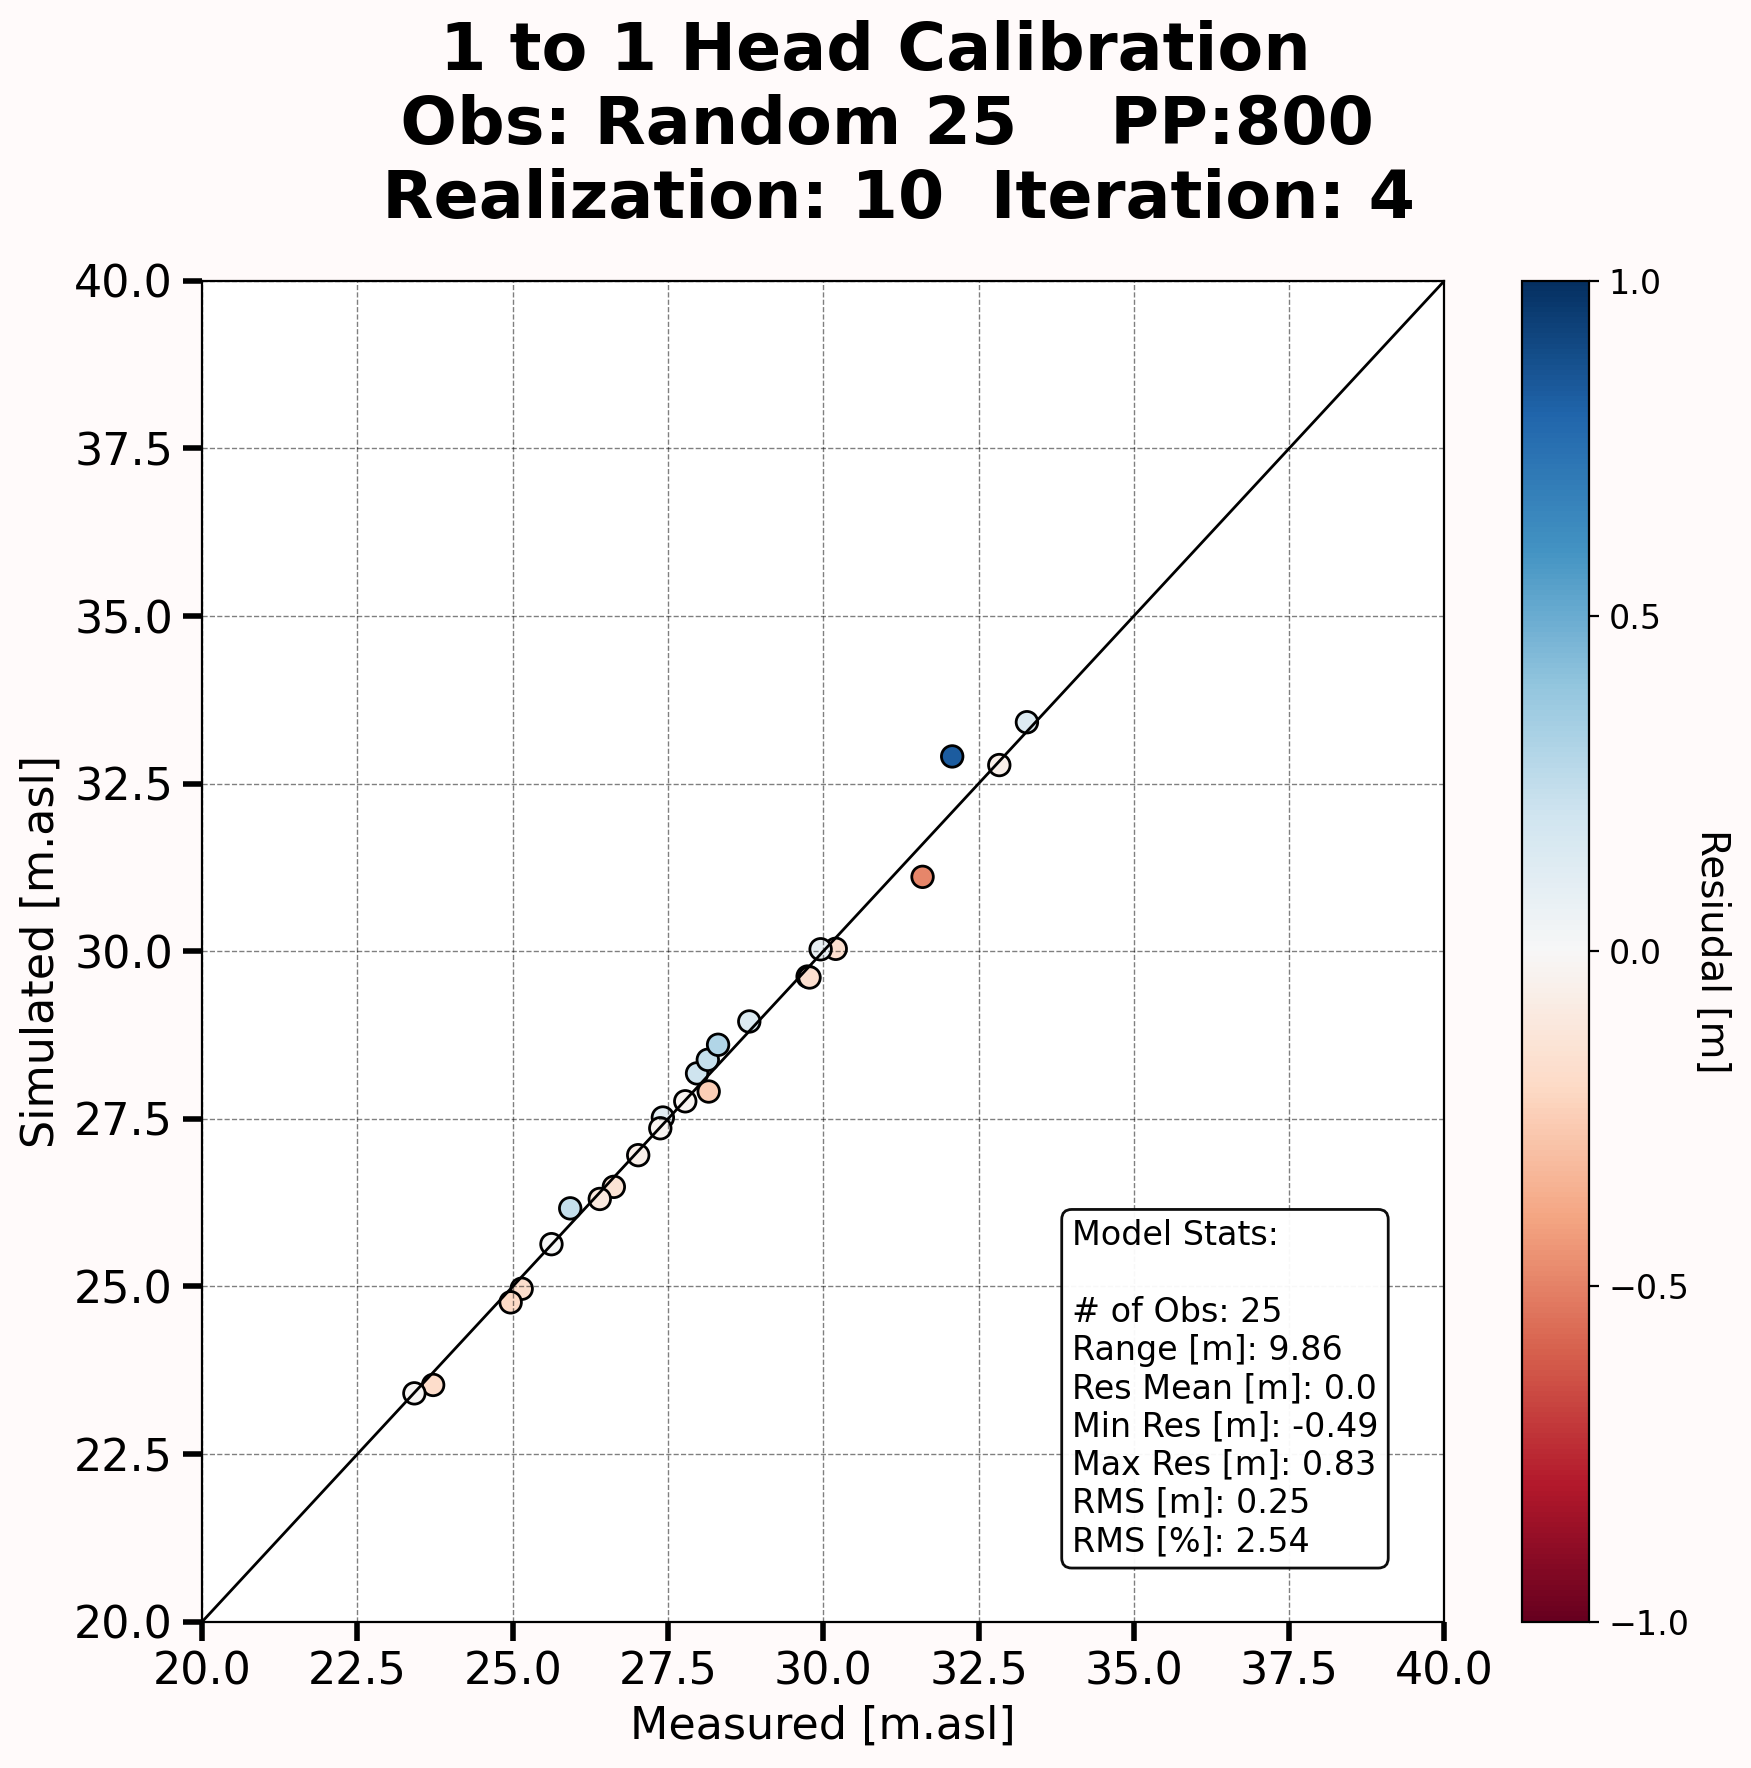 1 to 1 Head Calibration
Obs: Random 25 PP:800
Realization: 10 Iteration: 4
40.0
37.5
35.0
32.5
30.0
27.5
25.0
22.5
20.0
Simulated [m.asl]
20.0 22.5 25.0 27.5 30.0 32.5 35.0 37.5 40.0
Measured [m.asl]
Model Stats:
# of Obs: 25
Range [m]: 9.86
Res Mean [m]: 0.0
Min Res [m]: -0.49
Max Res [m]: 0.83
RMS [m]: 0.25
RMS [%]: 2.54
1.0
0.5
0.0
−0.5
−1.0
Resiudal [m]